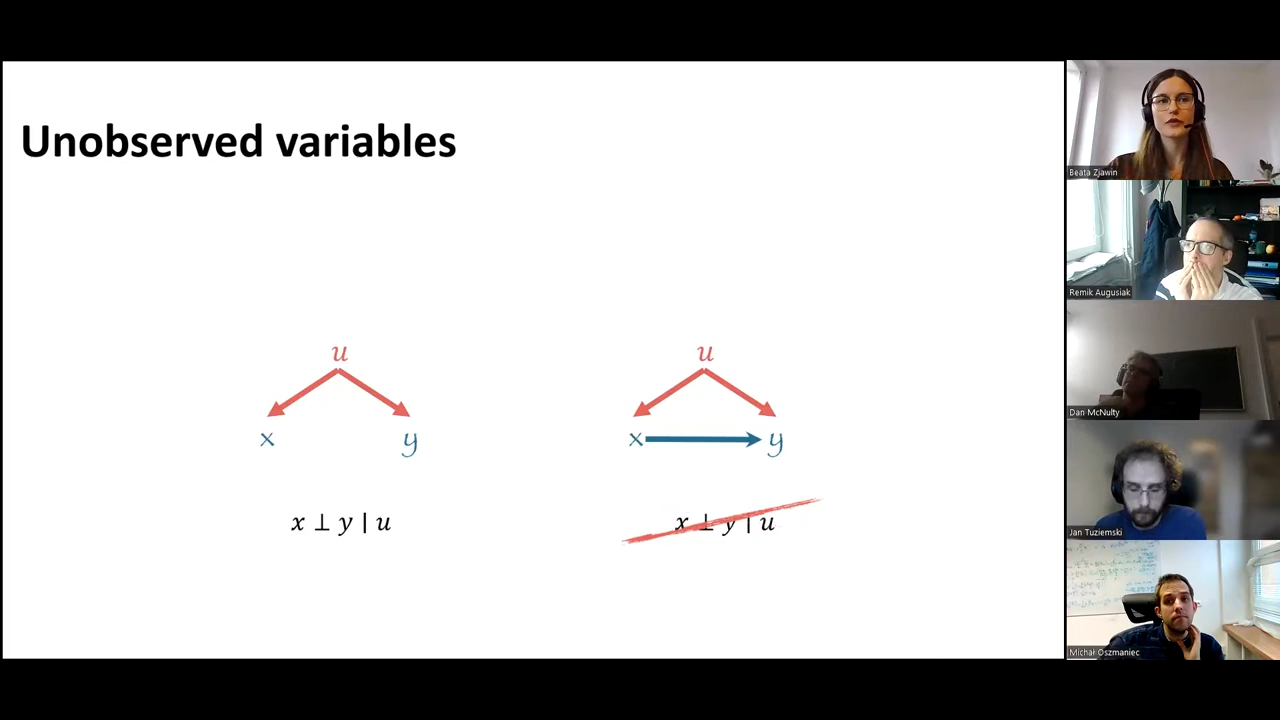 Unobserved variables
u
x y
x ⊥ y | u
u
x y
x ⊥ y | u
Beata Zjawin
Remik Augusiak
Dan McNulty
Jan Tuziemski
Michał Oszmaniec